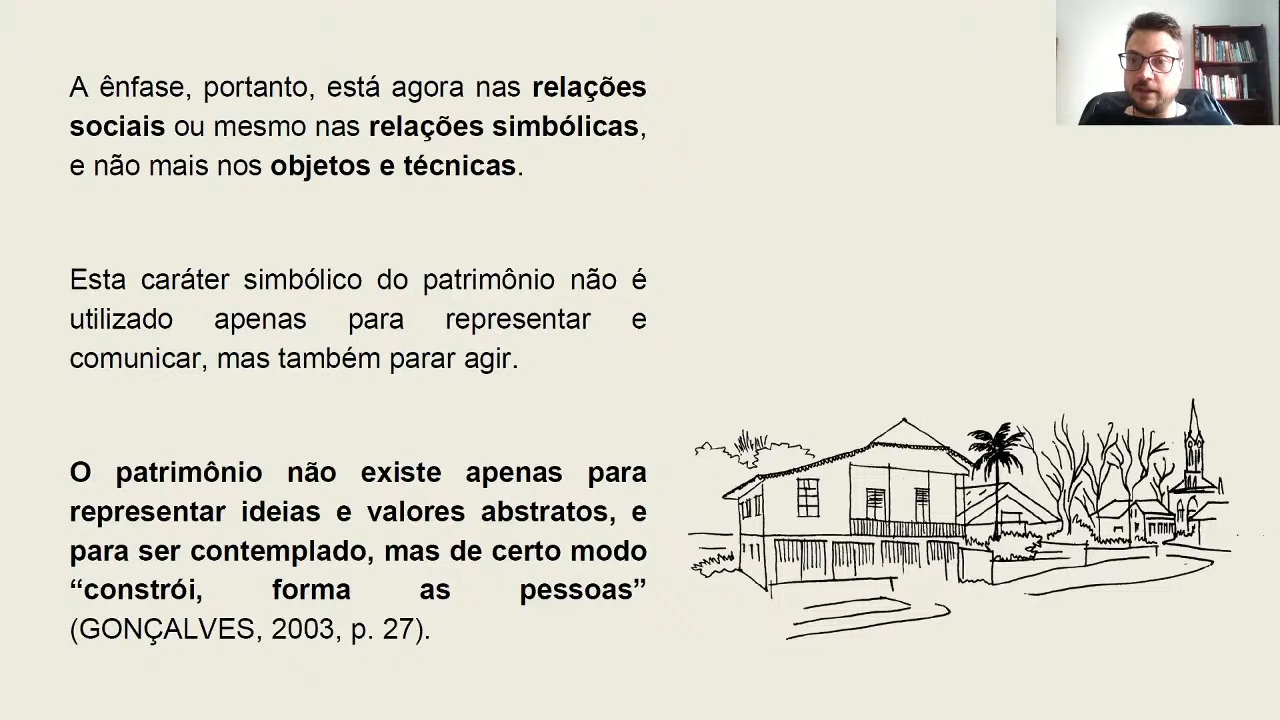 A ênfase, portanto, está agora nas relações
sociais ou mesmo nas relações simbólicas,
e não mais nos objetos e técnicas.
Esta caráter simbólico do patrimônio não é
utilizado apenas para representar e
comunicar, mas também parar agir.
O patrimônio não existe apenas para
representar ideias e valores abstratos, e
para ser contemplado, mas de certo modo
“constrói, forma as pessoas”
(GONÇALVES, 2003, p. 27).